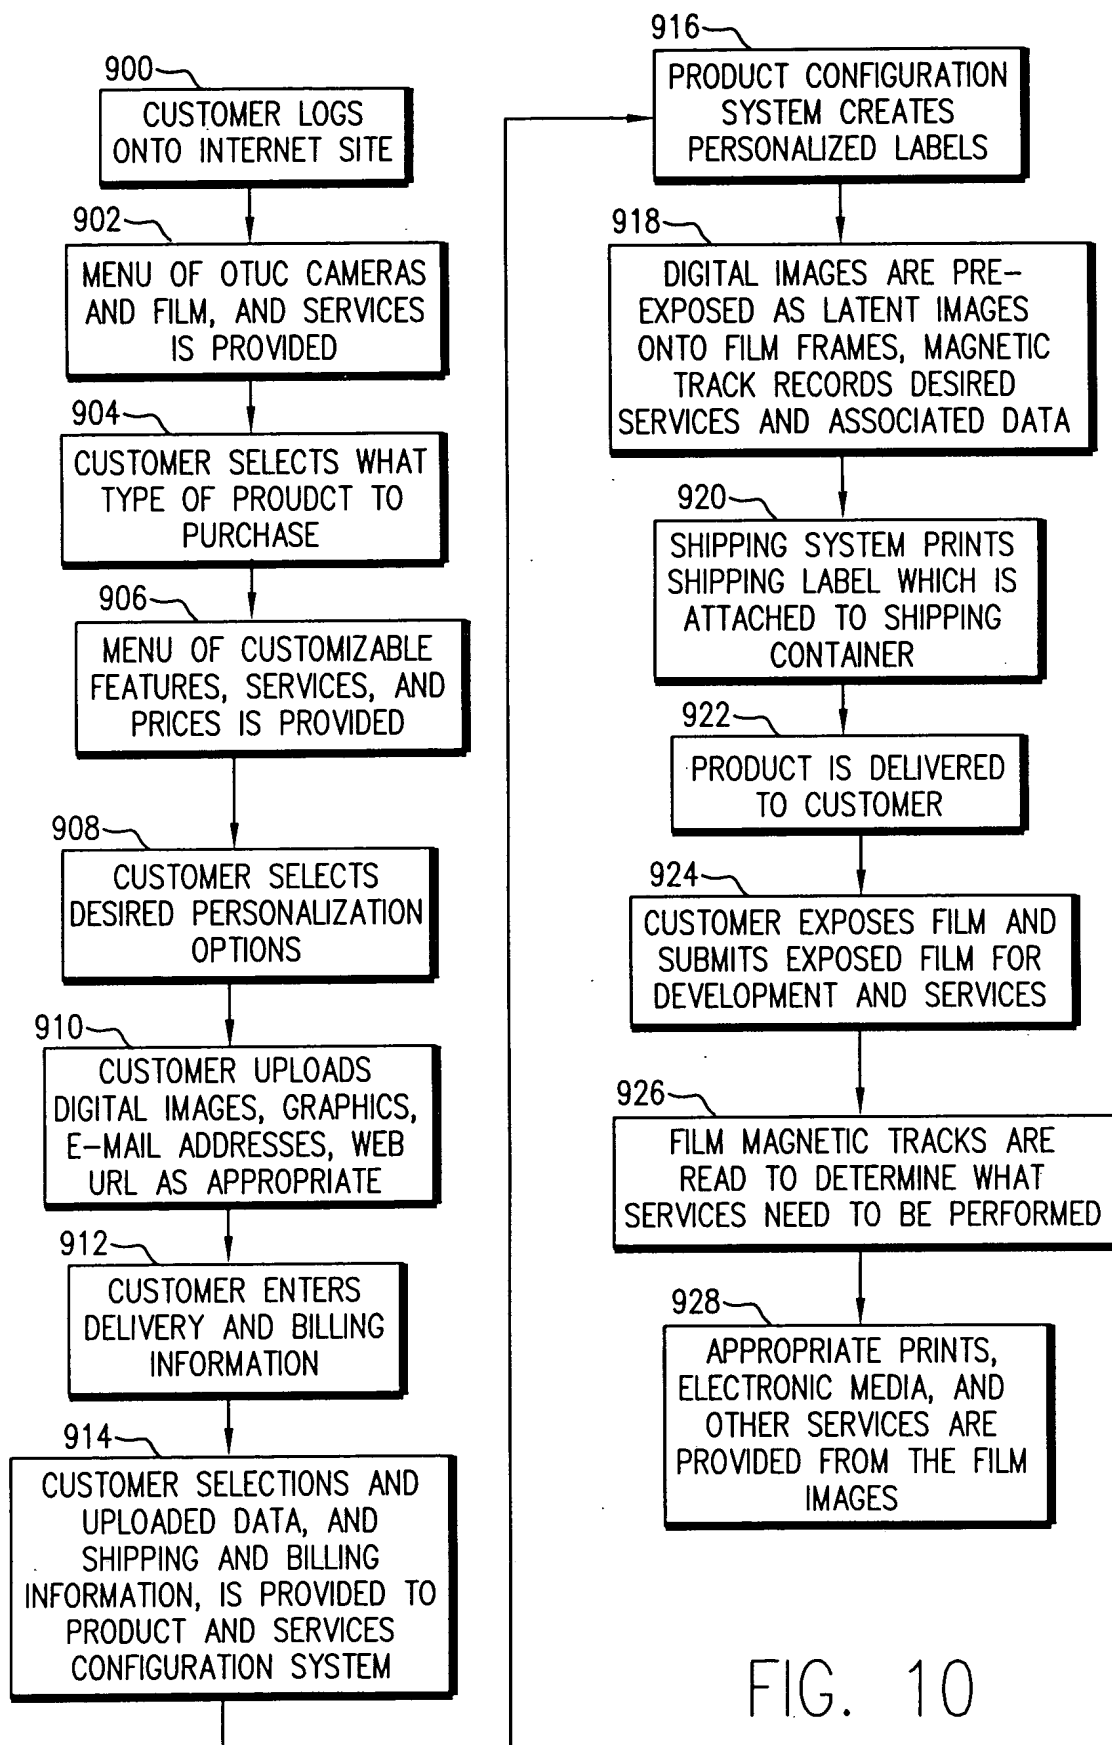 900
CUSTOMER LOGS
ONTO INTERNET SITE
902
MENU OF OTUC CAMERAS
AND FILM, AND SERVICES
IS PROVIDED
904
CUSTOMER SELECTS WHAT
TYPE OF PROUDCT TO
PURCHASE
906
MENU OF CUSTOMIZABLE
FEATURES, SERVICES, AND
PRICES IS PROVIDED
908
CUSTOMER SELECTS
DESIRED PERSONALIZATION
OPTIONS
910
CUSTOMER UPLOADS
DIGITAL IMAGES, GRAPHICS,
E-MAIL ADDRESSES, WEB
URL AS APPROPRIATE
912
CUSTOMER ENTERS
DELIVERY AND BILLING
INFORMATION
914
CUSTOMER SELECTIONS AND
UPLOADED DATA, AND
SHIPPING AND BILLING
INFORMATION, IS PROVIDED TO
PRODUCT AND SERVICES
CONFIGURATION SYSTEM
916
PRODUCT CONFIGURATION
SYSTEM CREATES
PERSONALIZED LABELS
918
DIGITAL IMAGES ARE PRE-
EXPOSED AS LATENT IMAGES
ONTO FILM FRAMES, MAGNETIC
TRACK RECORDS DESIRED
SERVICES AND ASSOCIATED DATA
920
SHIPPING SYSTEM PRINTS
SHIPPING LABEL WHICH IS
ATTACHED TO SHIPPING
CONTAINER
922
PRODUCT IS DELIVERED
TO CUSTOMER
924
CUSTOMER EXPOSES FILM AND
SUBMITS EXPOSED FILM FOR
DEVELOPMENT AND SERVICES
926
FILM MAGNETIC TRACKS ARE
READ TO DETERMINE WHAT
SERVICES NEED TO BE PERFORMED
928
APPROPRIATE PRINTS,
ELECTRONIC MEDIA, AND
OTHER SERVICES ARE
PROVIDED FROM THE FILM
IMAGES
FIG. 10